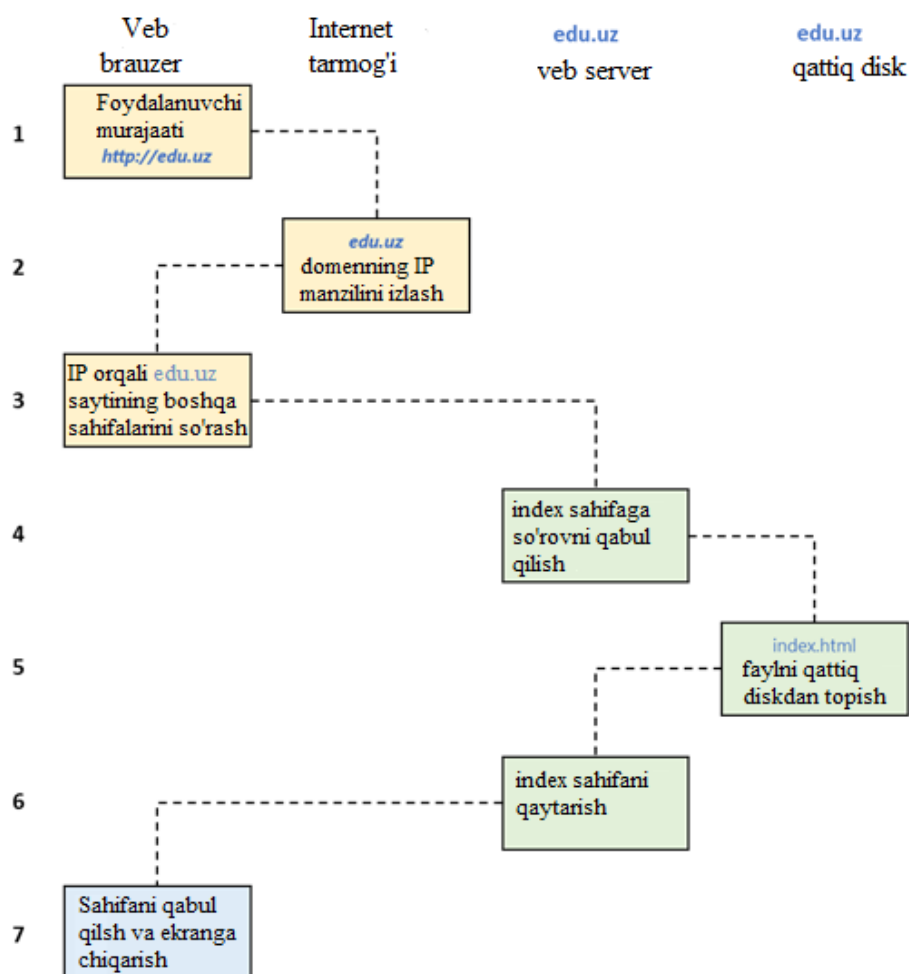 Veb
brauzer
Internet
tarmog'i
edu.uz
veb server
edu.uz
qattiq disk
1
Foydalanuvchi
murajaati
http://edu.uz
2
edu.uz
domenning IP
manzilini izlash
3
IP orqali edu.uz
saytining boshqa
sahifalarini so'rash
4
index sahifaga
so'rovni qabul
qilish
5
index.html
faylni qattiq
diskdan topish
6
index sahifani
qaytarish
7
Sahifani qabul
qilsh va ekranga
chiqarish